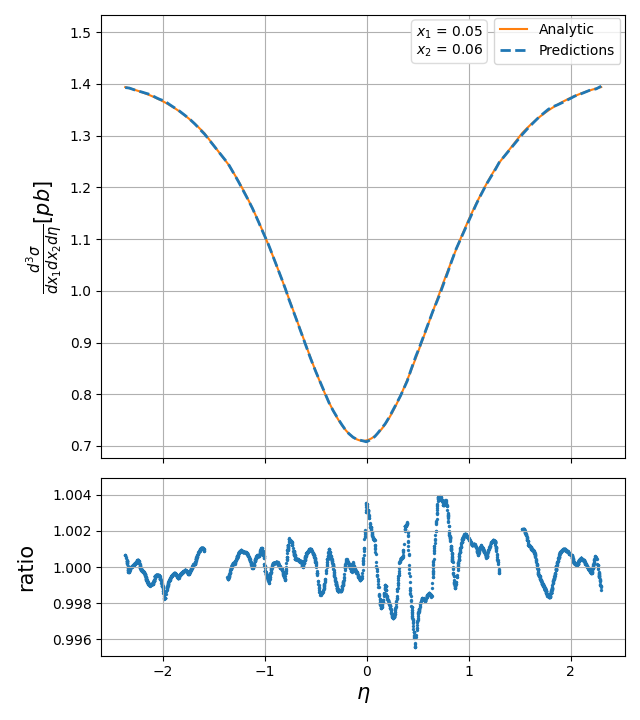 1.5
1.4
1.3
1.2
1.1
1.0
0.9
0.8
0.7
d³σ/dx₁dx₂dη [pb]
x₁ = 0.05
x₂ = 0.06
Analytic
Predictions
1.004
1.002
1.000
0.998
0.996
ratio
−2 −1 0 1 2
η